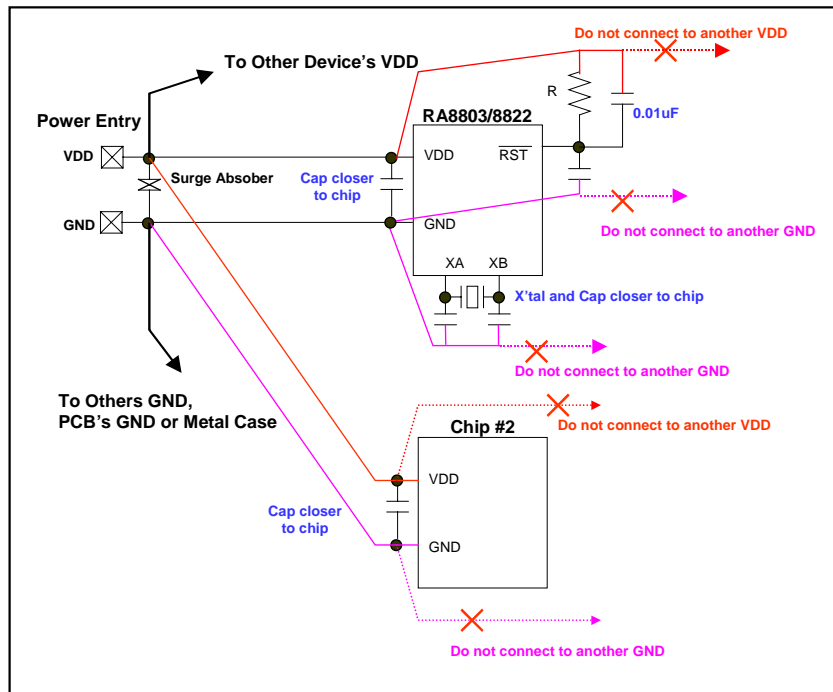 Do not connect to another VDD
To Other Device's VDD
R
0.01uF
Power Entry
RA8803/8822
VDD
VDD
RST
Surge Absober
Cap closer
to chip
GND
GND
Do not connect to another GND
XA
XB
X'tal and Cap closer to chip
Do not connect to another GND
To Others GND,
PCB's GND or Metal Case
Do not connect to another VDD
Chip #2
VDD
Cap closer
to chip
GND
Do not connect to another GND